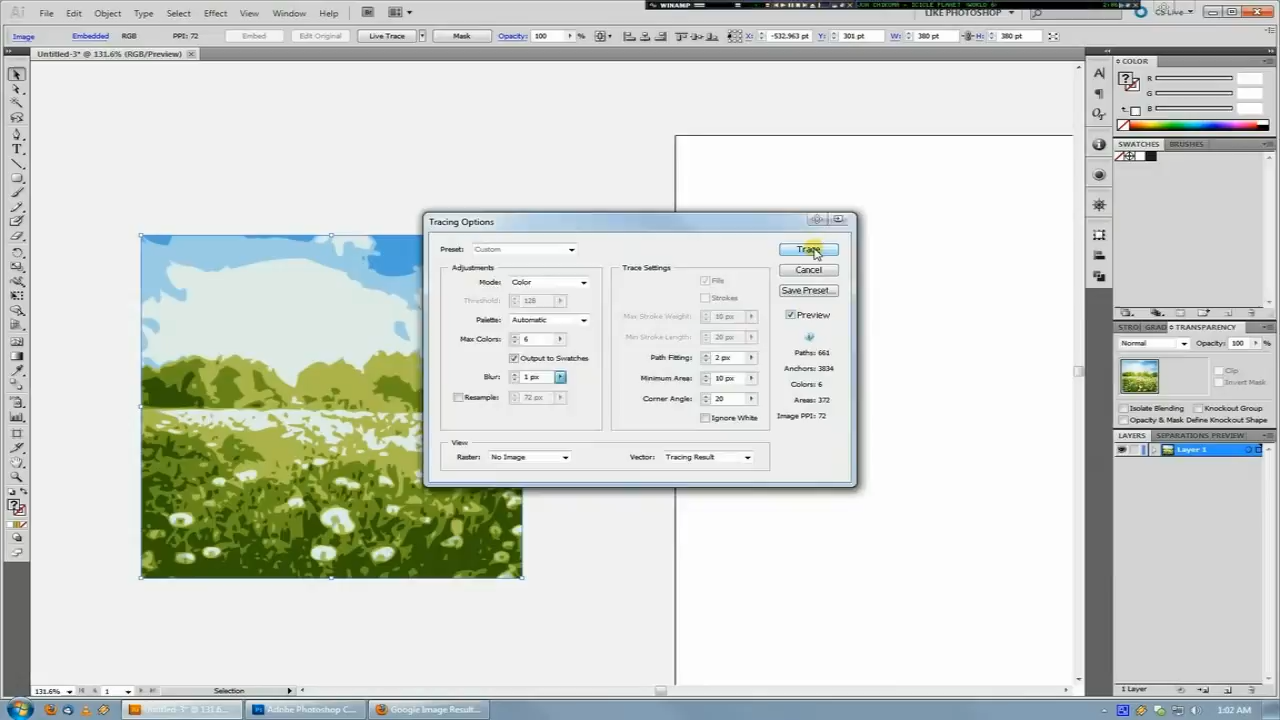 Ai File Edit Object Type Select Effect View Window Help
WINAMP
LIKE PHOTOSHOP
CS Live
Image Embedded RGB PPI: 72 Embed Edit Original Live Trace Mask Opacity: 100 % X: -532.963 pt Y: 301 pt W: 380 pt H: 380 pt
Untitled-3* @ 131.6% (RGB/Preview)
COLOR
R
G
B
SWATCHES BRUSHES
Tracing Options
Preset: Custom
Trace
Cancel
Save Preset...
Preview
Adjustments
Mode: Color
Threshold: 128
Palette: Automatic
Max Colors: 6
Output to Swatches
Blur: 1 px
Resample: 72 px
Trace Settings
Fills
Strokes
Max Stroke Weight: 10 px
Min Stroke Length: 20 px
Path Fitting: 2 px
Minimum Area: 10 px
Corner Angle: 20
Ignore White
Paths: 661
Anchors: 3834
Colors: 6
Areas: 372
Image PPI: 72
View
Raster: No Image
Vector: Tracing Result
STRO GRAD TRANSPARENCY
Normal Opacity: 100 %
Clip
Invert Mask
Isolate Blending Knockout Group
Opacity & Mask Define Knockout Shape
LAYERS SEPARATIONS PREVIEW
Layer 1
1 Layer
131.6% 1 Selection
Untitled-3* @ 131.6... Adobe Photoshop C... Google Image Result...
1:02 AM